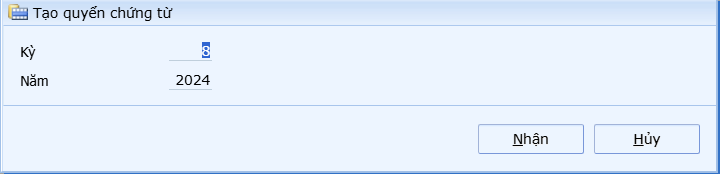 Tạo quyển chứng từ
Kỳ 8
Năm 2024
Nhận Hủy